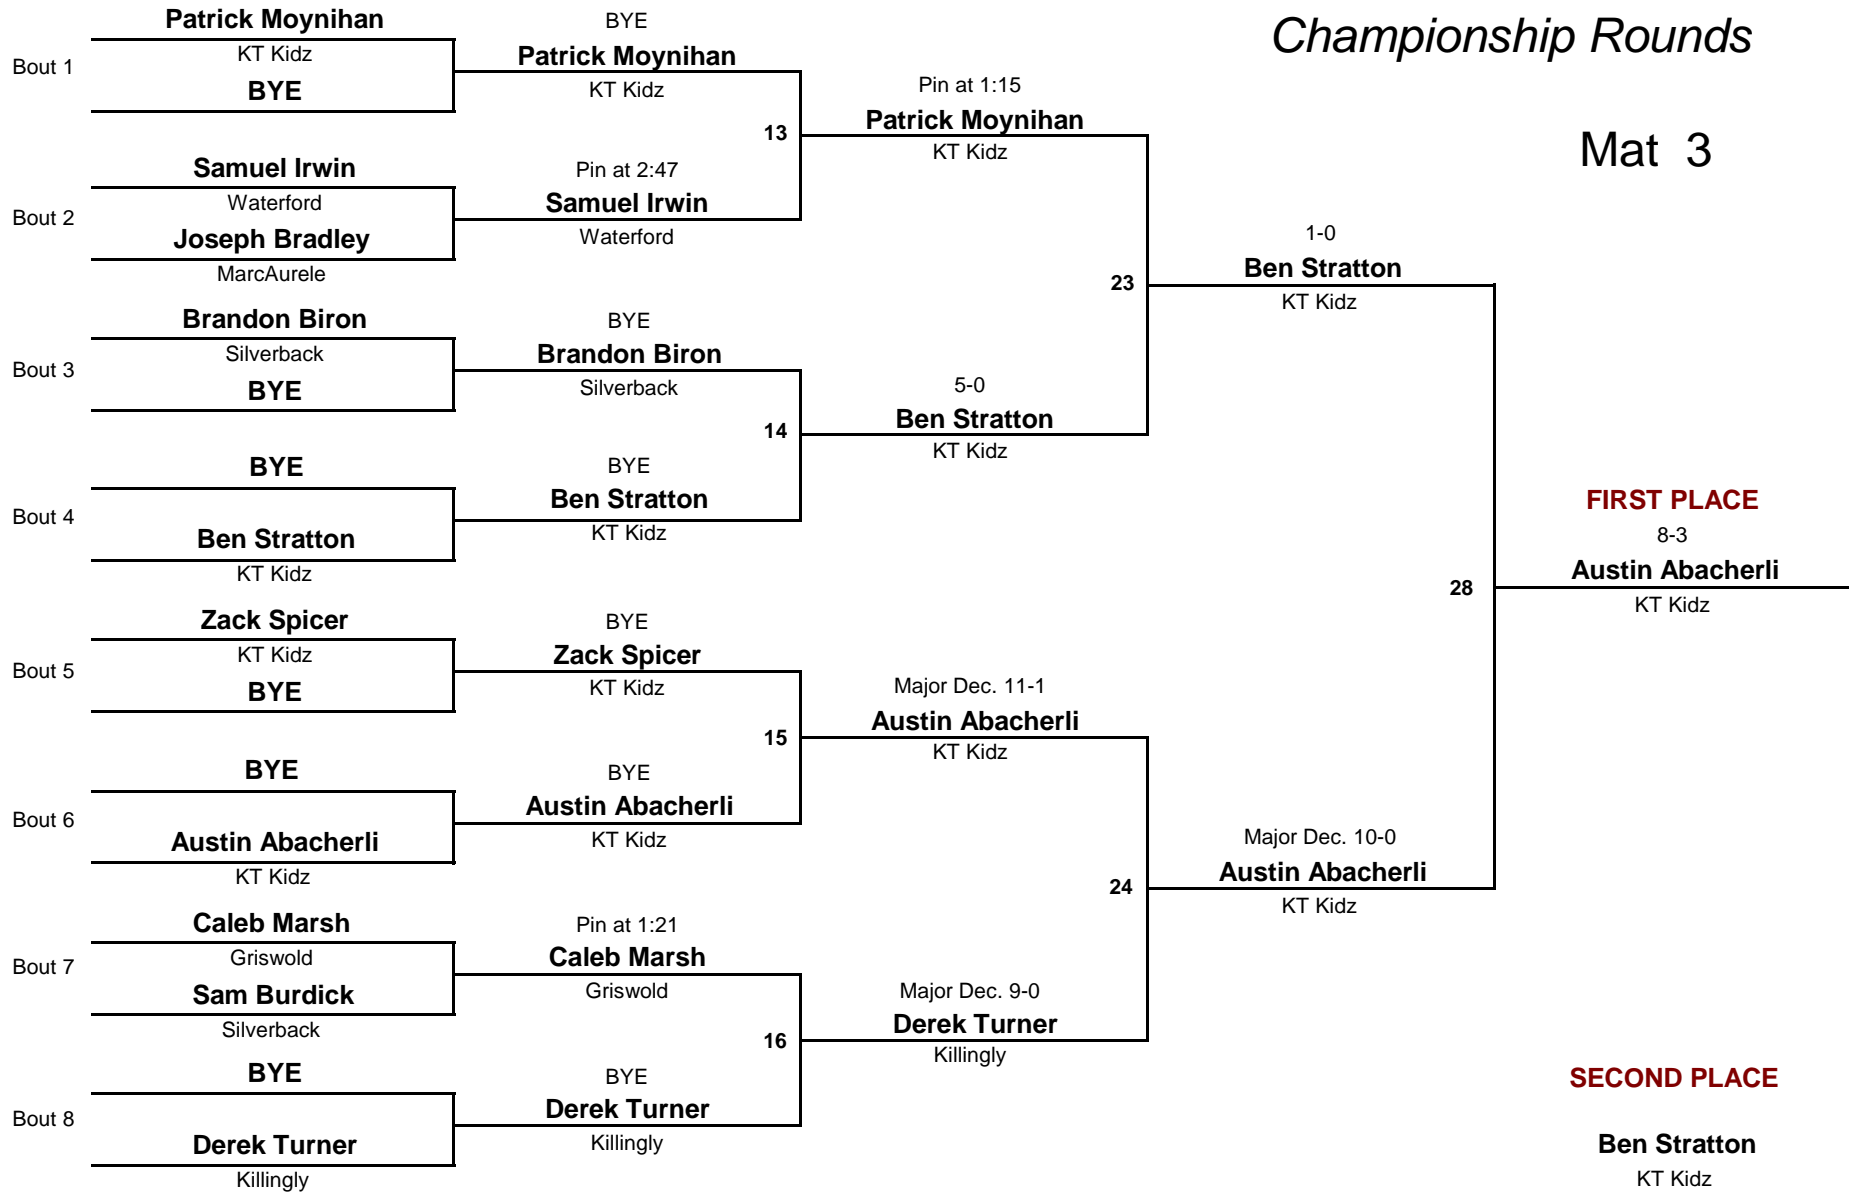 Championship Rounds
Mat 3
Bout 1
Patrick Moynihan
KT Kidz
BYE
Bout 2
Samuel Irwin
Waterford
Joseph Bradley
MarcAurele
Bout 3
Brandon Biron
Silverback
BYE
Bout 4
BYE
Ben Stratton
KT Kidz
Bout 5
Zack Spicer
KT Kidz
BYE
Bout 6
BYE
Austin Abacherli
KT Kidz
Bout 7
Caleb Marsh
Griswold
Sam Burdick
Silverback
Bout 8
BYE
Derek Turner
Killingly
BYE
Patrick Moynihan
KT Kidz
13
Pin at 2:47
Samuel Irwin
Waterford
BYE
Brandon Biron
Silverback
14
BYE
Ben Stratton
KT Kidz
BYE
Zack Spicer
KT Kidz
15
BYE
Austin Abacherli
KT Kidz
Pin at 1:21
Caleb Marsh
Griswold
16
BYE
Derek Turner
Killingly
Pin at 1:15
Patrick Moynihan
KT Kidz
23
5-0
Ben Stratton
KT Kidz
Major Dec. 11-1
Austin Abacherli
KT Kidz
24
Major Dec. 9-0
Derek Turner
Killingly
1-0
Ben Stratton
KT Kidz
28
Major Dec. 10-0
Austin Abacherli
KT Kidz
FIRST PLACE
8-3
Austin Abacherli
KT Kidz
SECOND PLACE
Ben Stratton
KT Kidz